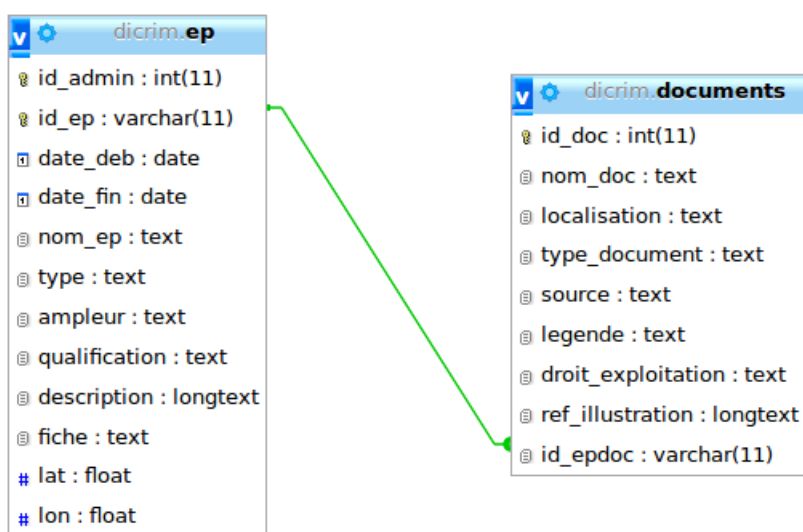 dicrim.ep
id_admin : int(11)
id_ep : varchar(11)
date_deb : date
date_fin : date
nom_ep : text
type : text
ampleur : text
qualification : text
description : longtext
fiche : text
# lat : float
# lon : float
dicrim.documents
id_doc : int(11)
nom_doc : text
localisation : text
type_document : text
source : text
legende : text
droit_exploitation : text
ref_illustration : longtext
id_epdoc : varchar(11)